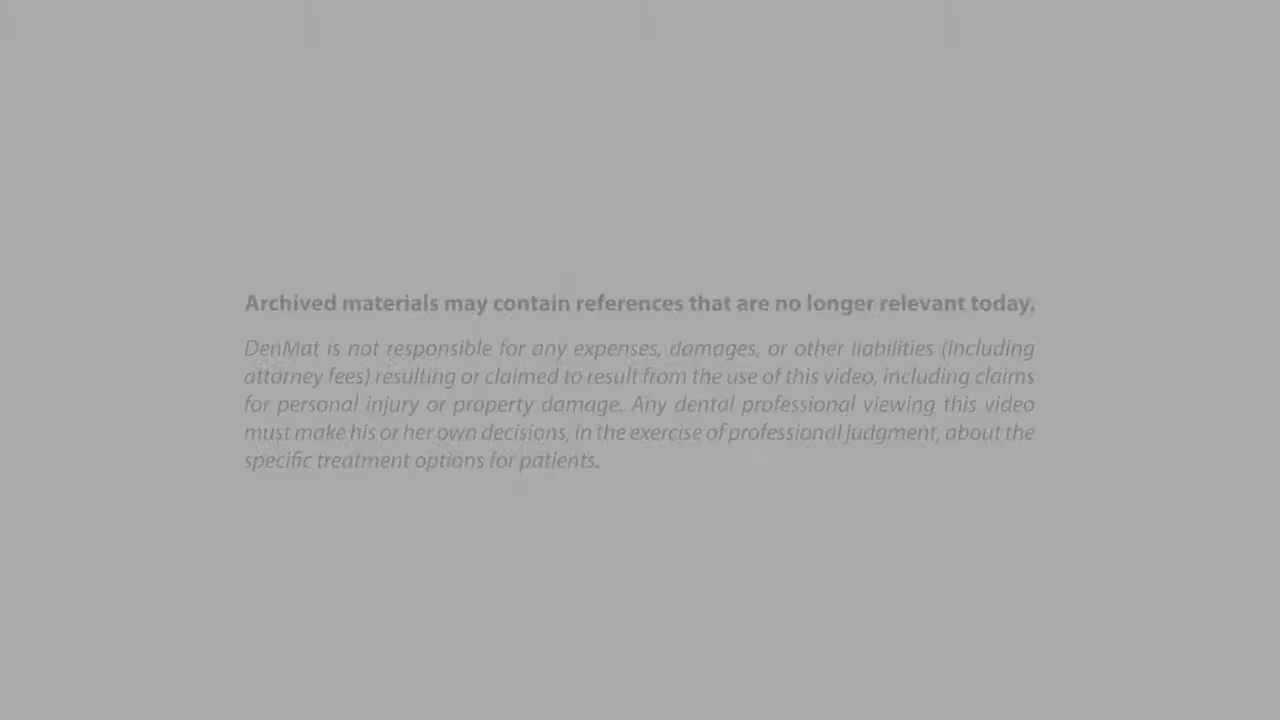 Archived materials may contain references that are no longer relevant today.
DenMat is not responsible for any expenses, damages, or other liabilities (including
attorney fees) resulting or claimed to result from the use of this video, including claims
for personal injury or property damage. Any dental professional viewing this video
must make his or her own decisions, in the exercise of professional judgment, about the
specific treatment options for patients.